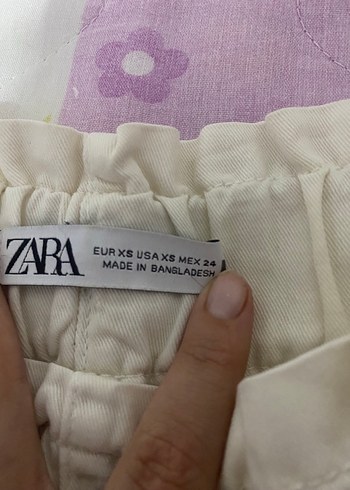 ZARA
EUR XS USA XS MEX 24
MADE IN BANGLADESH